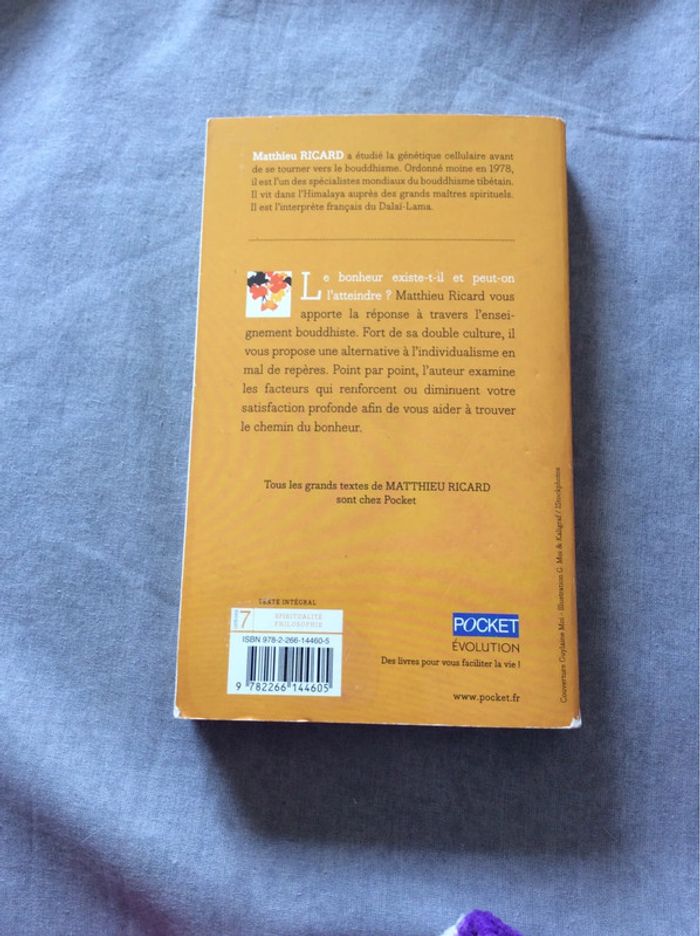 Matthieu RICARD a étudié la génétique cellulaire avant
de se tourner vers le bouddhisme. Ordonné moine en 1978,
il est l'un des spécialistes mondiaux du bouddhisme tibétain.
Il vit dans l'Himalaya auprès des grands maîtres spirituels.
Il est l'interprète français du Dalaï-Lama.
Le bonheur existe-t-il et peut-on
l'atteindre ? Matthieu Ricard vous
apporte la réponse à travers l'ensei-
gnement bouddhiste. Fort de sa double culture, il
vous propose une alternative à l'individualisme en
mal de repères. Point par point, l'auteur examine
les facteurs qui renforcent ou diminuent votre
satisfaction profonde afin de vous aider à trouver
le chemin du bonheur.
Tous les grands textes de MATTHIEU RICARD
sont chez Pocket
TEXTE INTÉGRAL
7
SPIRITUALITÉ
PHILOSOPHIE
ISBN 978-2-266-14460-5
9 782266 144605
POCKET
ÉVOLUTION
Des livres pour vous faciliter la vie !
www.pocket.fr
Couverture Guylaine Moi - Illustration G. Moi & Kaligraf / IStockphotos